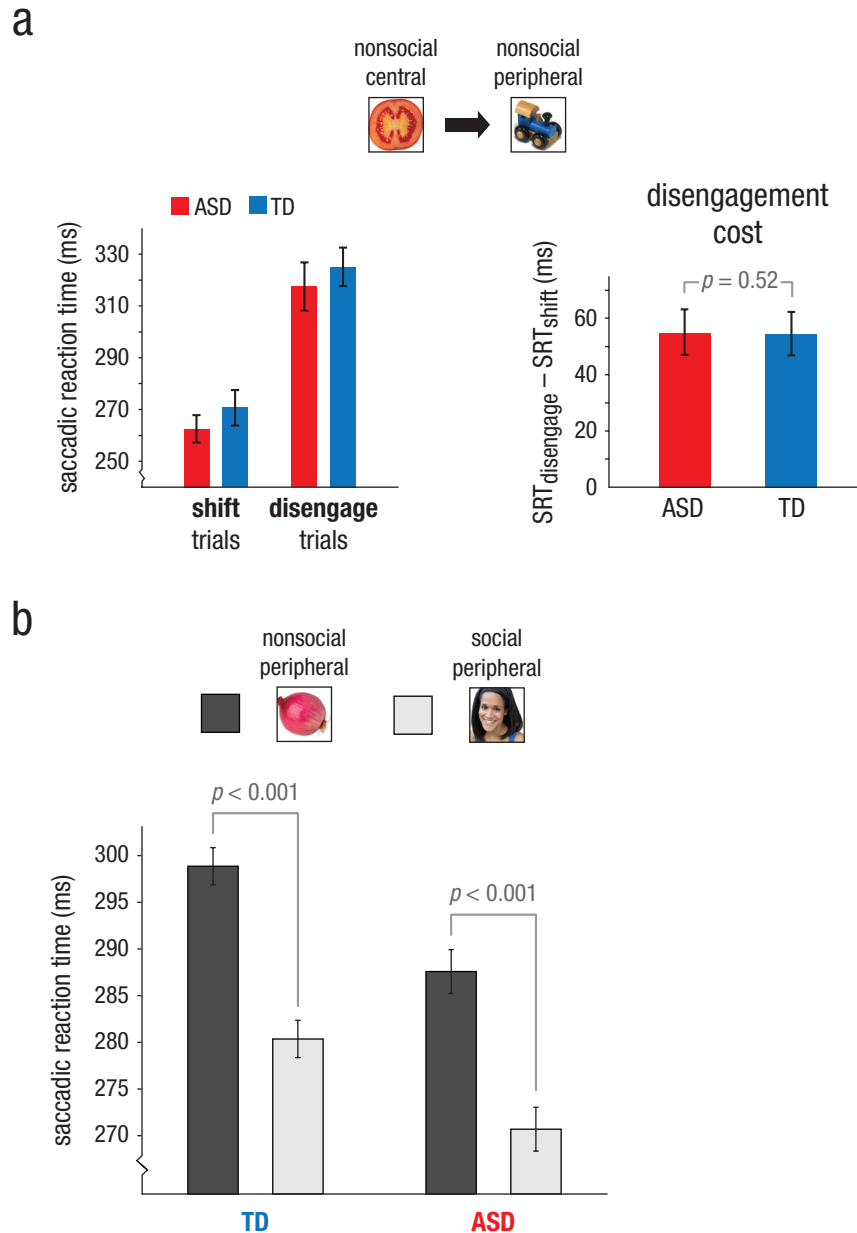 a
nonsocial
central
nonsocial
peripheral
ASD
TD
saccadic reaction time (ms)
330
310
290
270
250
shift
trials
disengage
trials
disengagement
cost
SRTdisengage – SRTshift (ms)
p = 0.52
60
40
20
0
ASD
TD
b
nonsocial
peripheral
social
peripheral
saccadic reaction time (ms)
p < 0.001
p < 0.001
300
295
290
285
280
275
270
TD
ASD